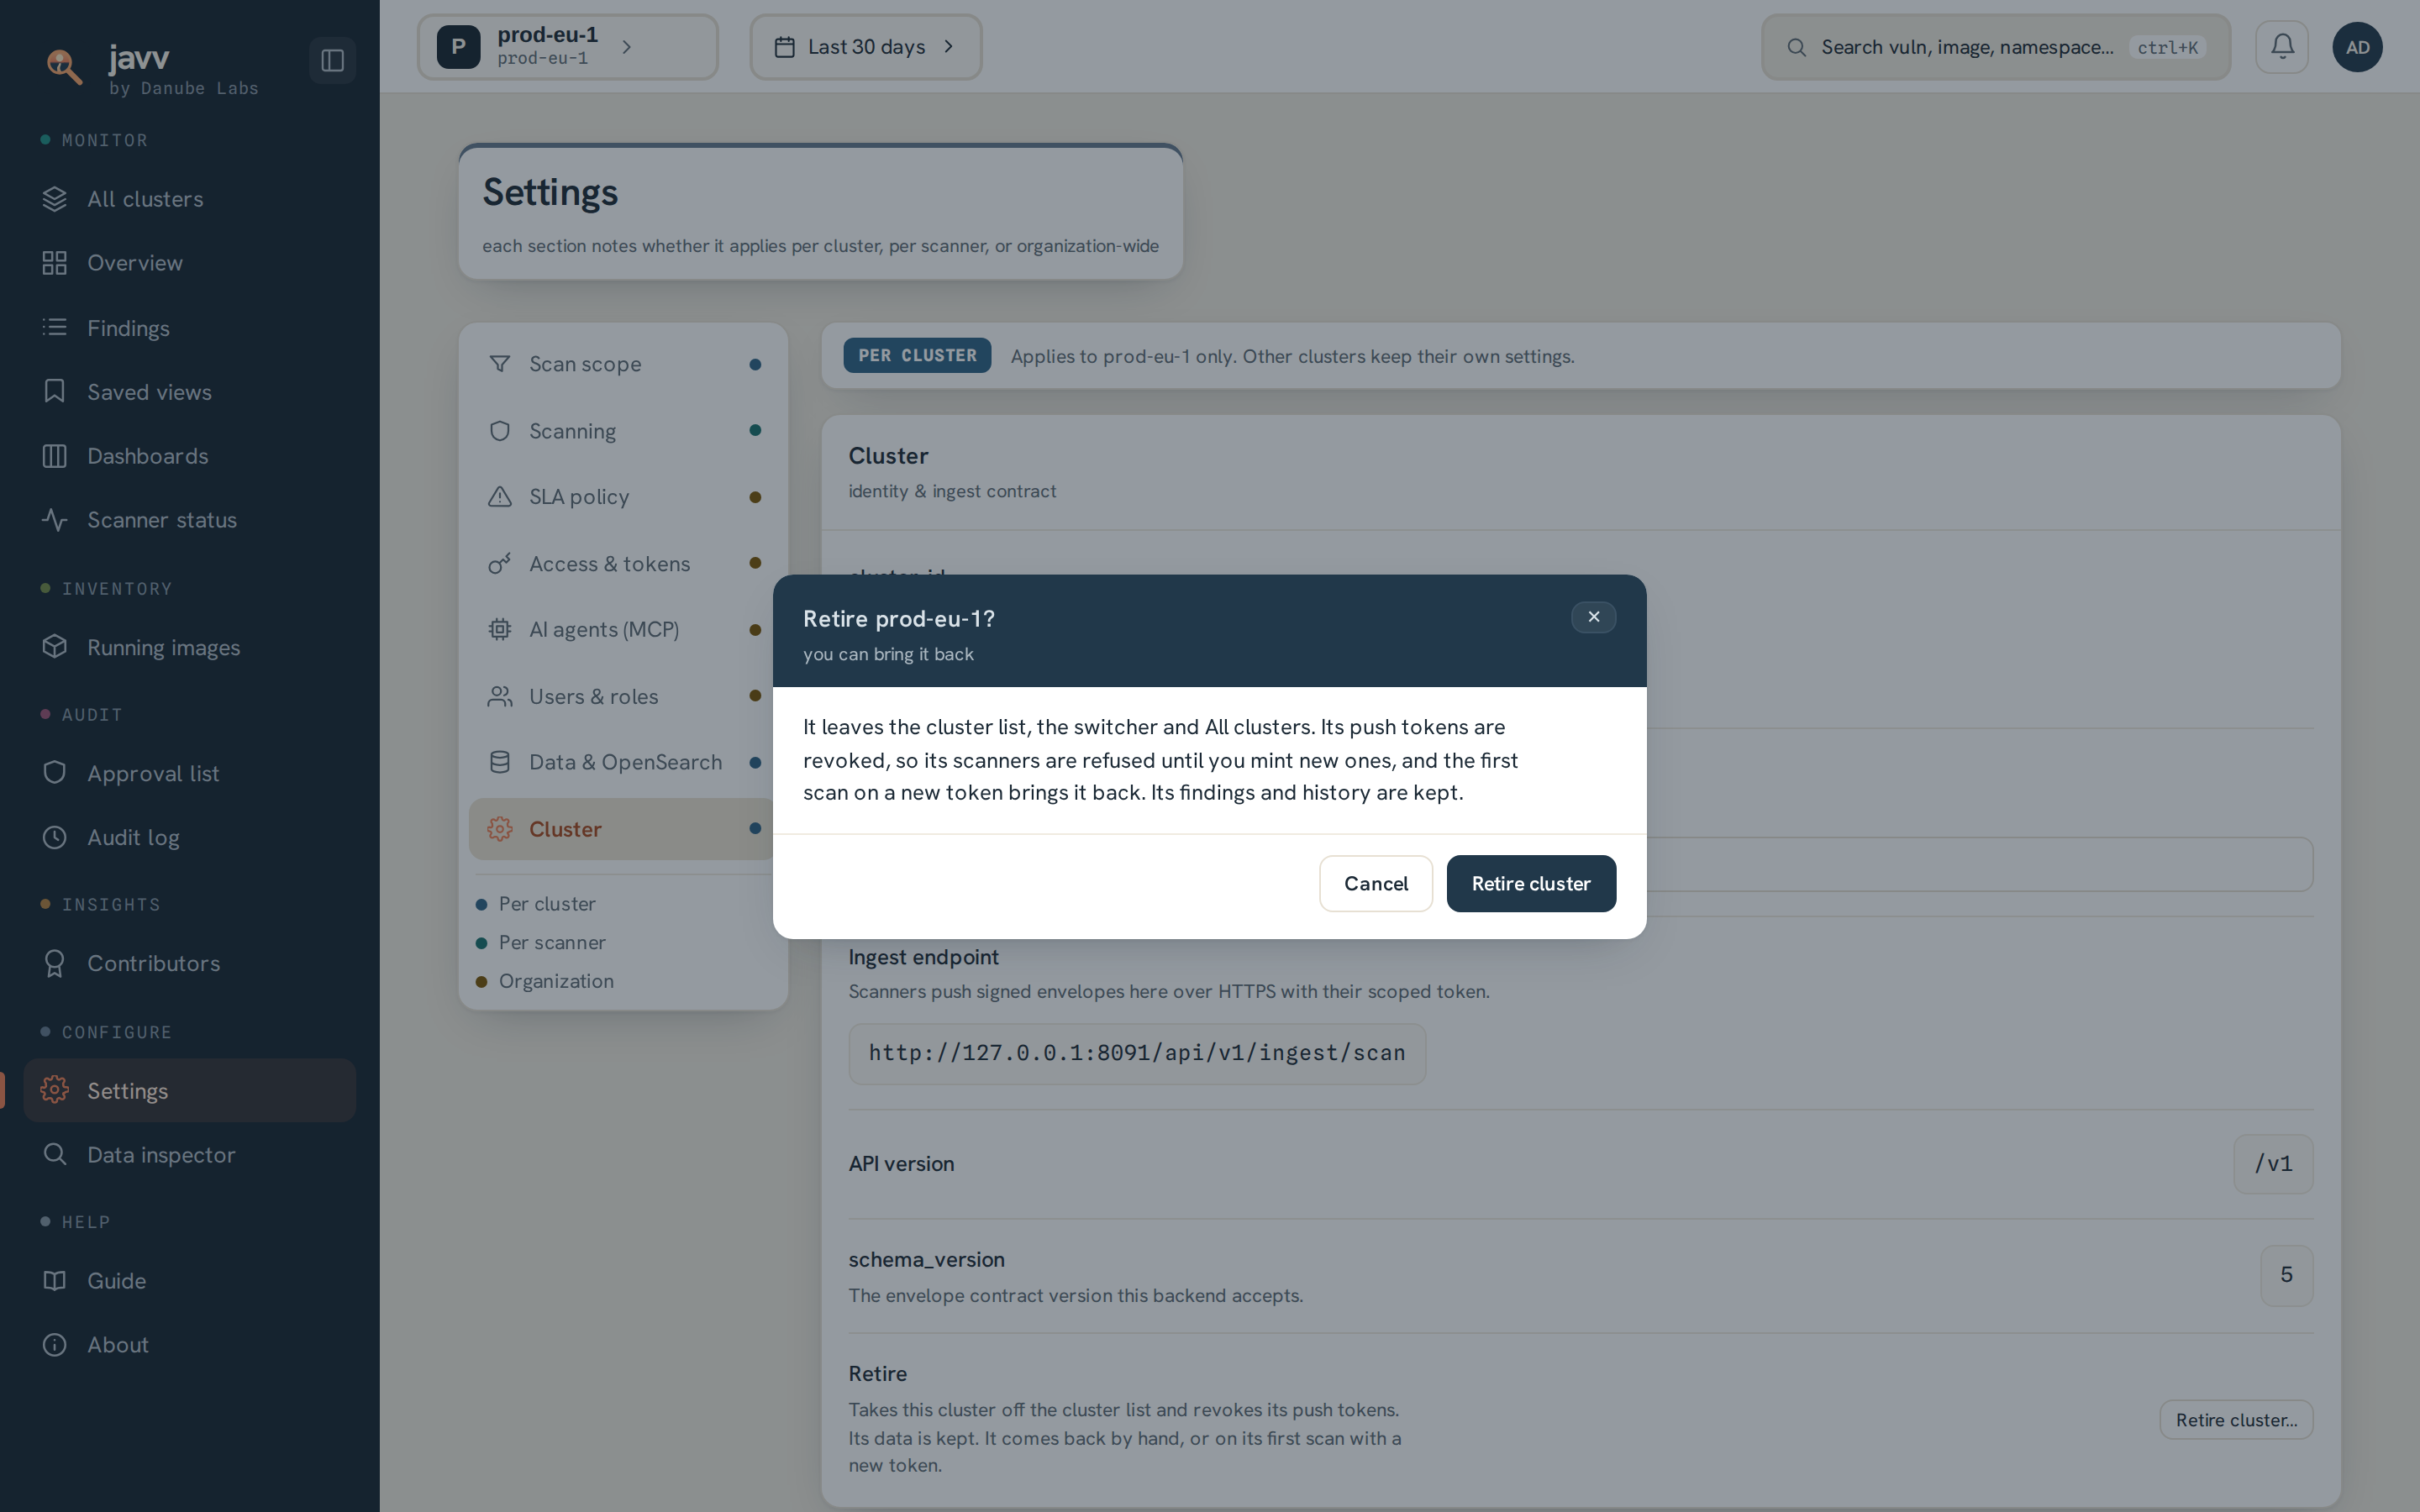 javv
by Danube Labs
MONITOR
All clusters
Overview
Findings
Saved views
Dashboards
Scanner status
INVENTORY
Running images
AUDIT
Approval list
Audit log
INSIGHTS
Contributors
CONFIGURE
Settings
Data inspector
HELP
Guide
About
P
prod-eu-1
prod-eu-1
Last 30 days
Search vuln, image, namespace...
ctrl+K
AD
Settings
each section notes whether it applies per cluster, per scanner, or organization-wide
Scan scope
Scanning
SLA policy
Access & tokens
AI agents (MCP)
Users & roles
Data & OpenSearch
Cluster
Per cluster
Per scanner
Organization
PER CLUSTER
Applies to prod-eu-1 only. Other clusters keep their own settings.
Cluster
identity & ingest contract
Retire prod-eu-1?
you can bring it back
It leaves the cluster list, the switcher and All clusters. Its push tokens are
revoked, so its scanners are refused until you mint new ones, and the first
scan on a new token brings it back. Its findings and history are kept.
Cancel
Retire cluster
Ingest endpoint
Scanners push signed envelopes here over HTTPS with their scoped token.
http://127.0.0.1:8091/api/v1/ingest/scan
API version
/v1
schema_version
The envelope contract version this backend accepts.
5
Retire
Takes this cluster off the cluster list and revokes its push tokens.
Its data is kept. It comes back by hand, or on its first scan with a
new token.
Retire cluster...